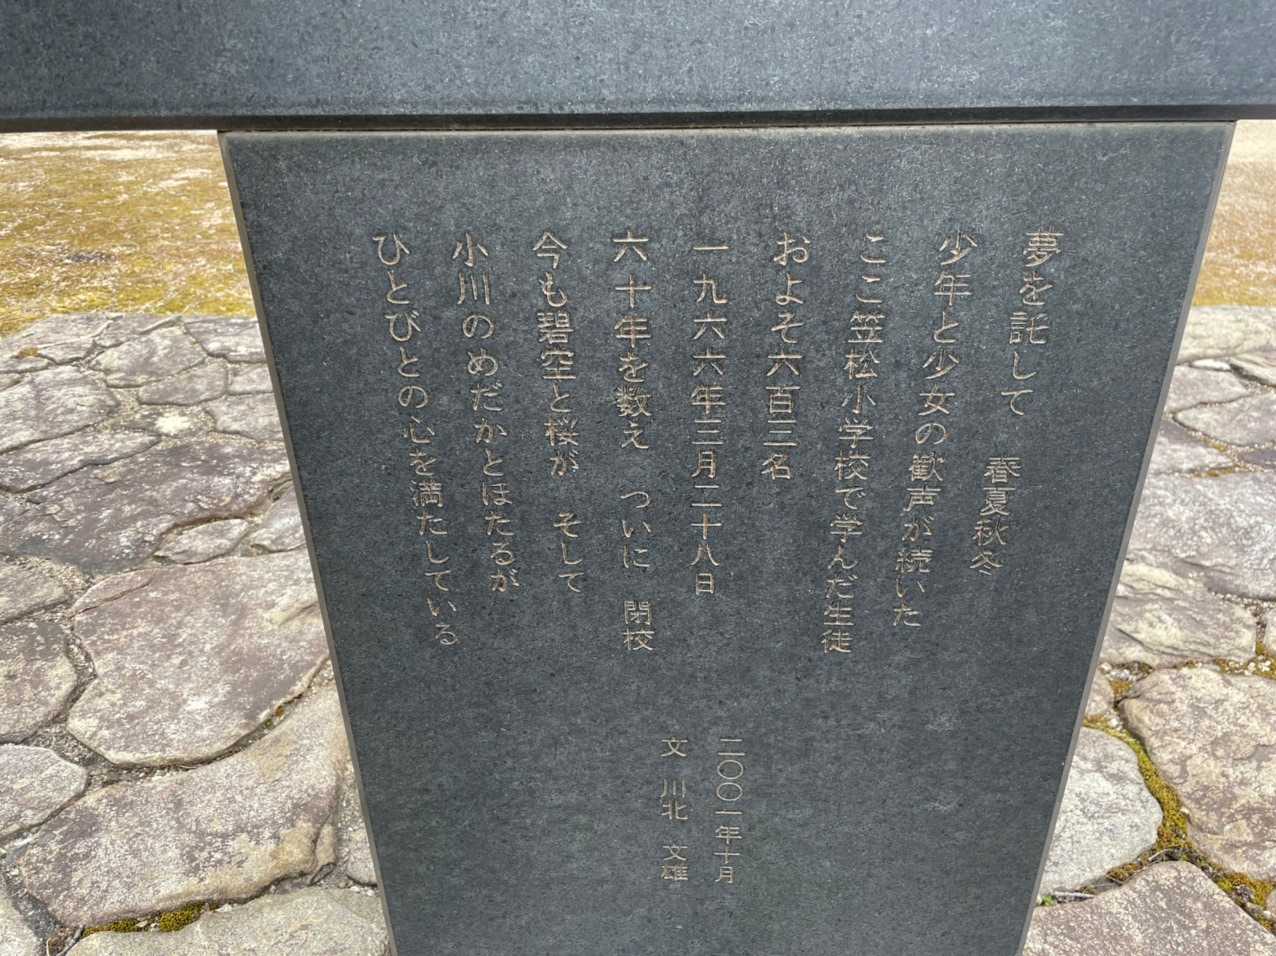 夢を託して　春夏秋冬
少年と少女の歓声が続いた
ここ笠松小学校で学んだ生徒
およそ六百三名
一九六六年三月二十八日
六十年を数え　ついに　閉校
今も碧空と桜が　そして
小川のめだかとほたるが
ひとびとの心を満たしている
二〇〇一年十月
文　川北　文雄